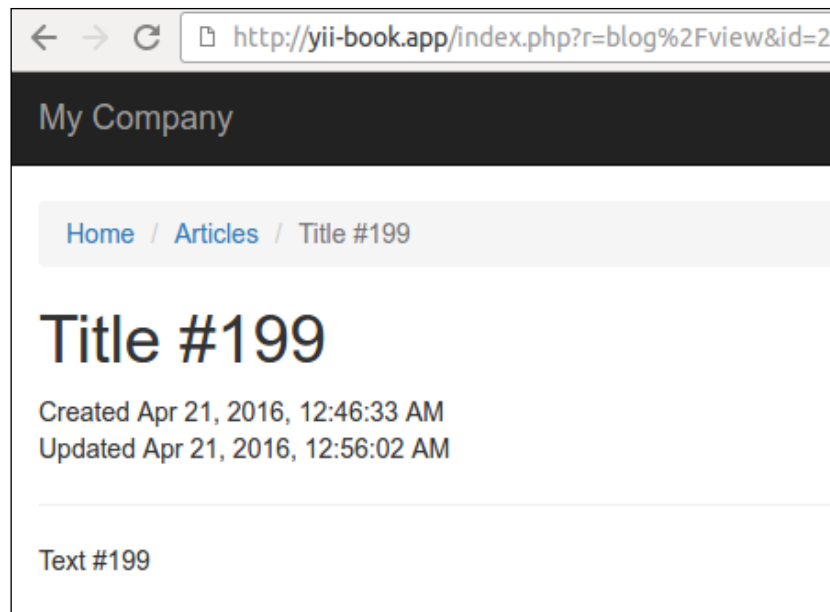 http://yii-book.app/index.php?r=blog%2Fview&id=2
My Company
Home / Articles / Title #199
Title #199
Created Apr 21, 2016, 12:46:33 AM
Updated Apr 21, 2016, 12:56:02 AM
Text #199